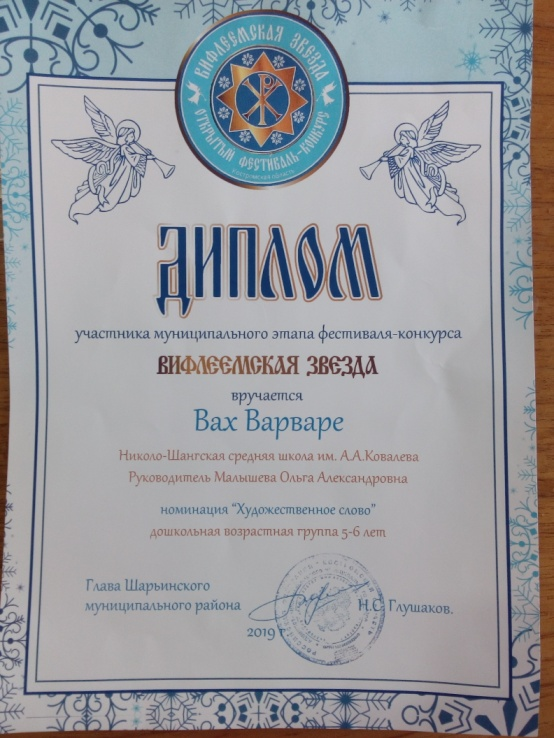 ВИФЛЕЕМСКАЯ ЗВЕЗДА
ОТКРЫТЫЙ ФЕСТИВАЛЬ-КОНКУРС
Костромская область
ДИПЛОМ
участника муниципального этапа фестиваля-конкурса
ВИФЛЕЕМСКАЯ ЗВЕЗДА
вручается
Вах Варваре
Николо-Шангская средняя школа им. А.А.Ковалева
Руководитель Малышева Ольга Александровна
номинация “Художественное слово”
дошкольная возрастная группа 5-6 лет
Глава Шарьинского
муниципального района
Н.С. Глушаков.
2019 г.